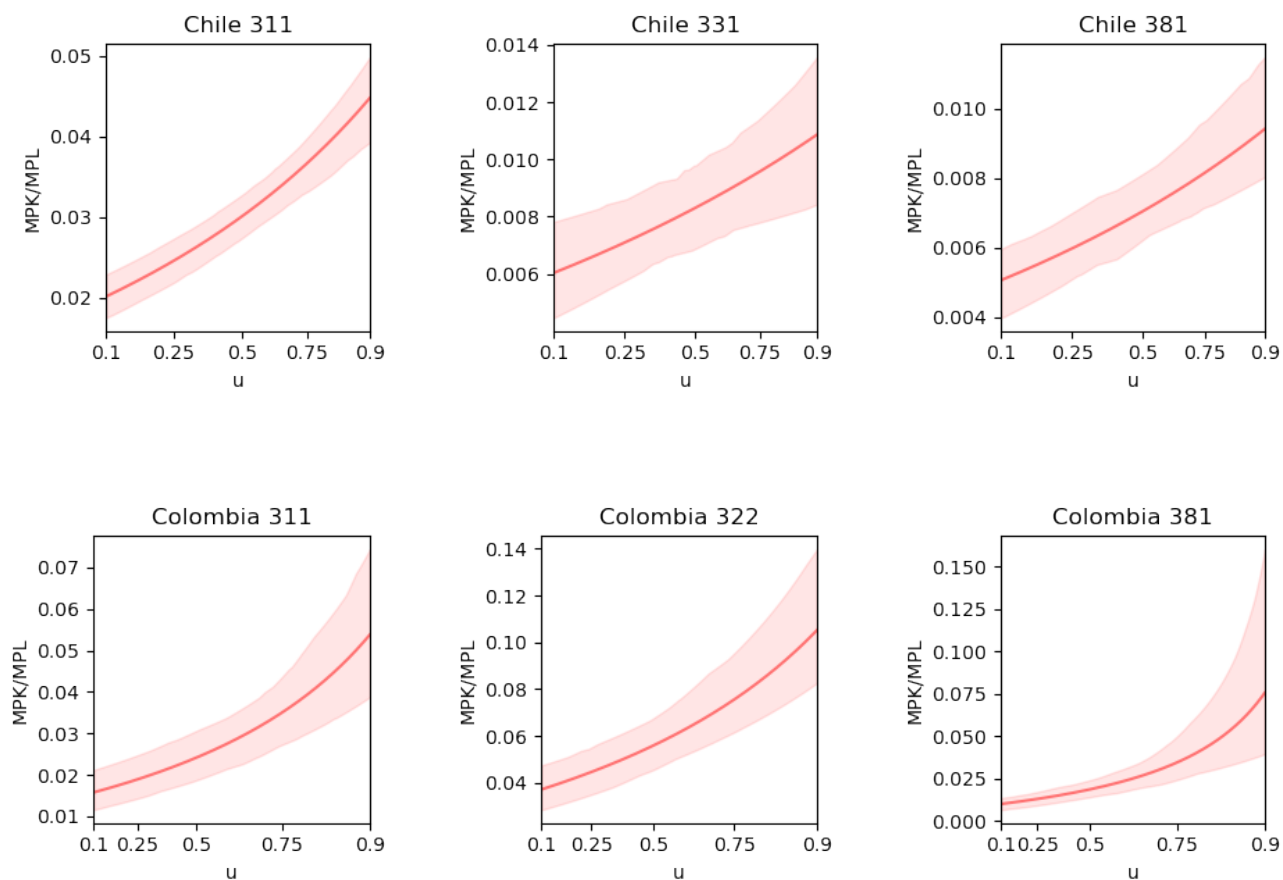 Chile 311
MPK/MPL
0.05
0.04
0.03
0.02
0.1 0.25 0.5 0.75 0.9
u
Chile 331
MPK/MPL
0.014
0.012
0.010
0.008
0.006
0.1 0.25 0.5 0.75 0.9
u
Chile 381
MPK/MPL
0.010
0.008
0.006
0.004
0.1 0.25 0.5 0.75 0.9
u
Colombia 311
MPK/MPL
0.07
0.06
0.05
0.04
0.03
0.02
0.01
0.1 0.25 0.5 0.75 0.9
u
Colombia 322
MPK/MPL
0.14
0.12
0.10
0.08
0.06
0.04
0.1 0.25 0.5 0.75 0.9
u
Colombia 381
MPK/MPL
0.150
0.125
0.100
0.075
0.050
0.025
0.000
0.1 0.25 0.5 0.75 0.9
u